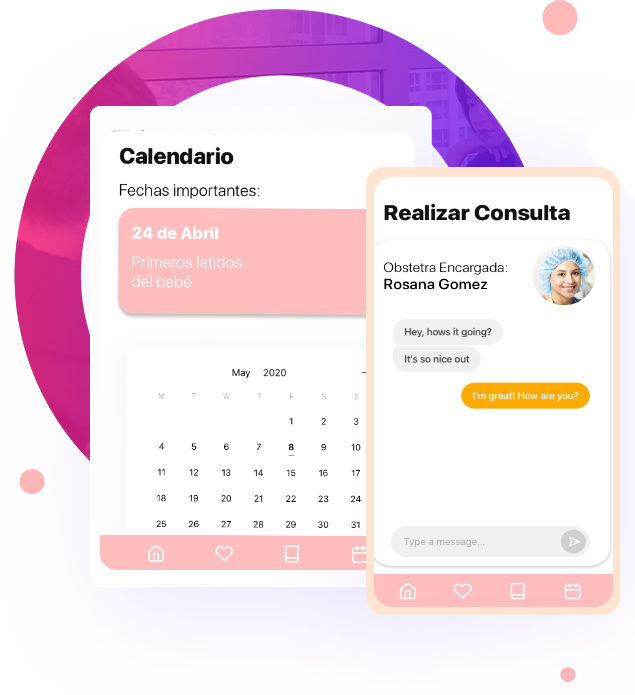 Calendario
Fechas importantes:
24 de Abril
Primeros latidos
del bebé
May 2020
M T W T F S S
1 2 3
4 5 6 7 8 9 10
11 12 13 14 15 16 17
18 19 20 21 22 23 24
25 26 27 28 29 30 31
Realizar Consulta
Obstetra Encargada:
Rosana Gomez
Hey, hows it going?
It's so nice out
I'm great! How are you?
Type a message...